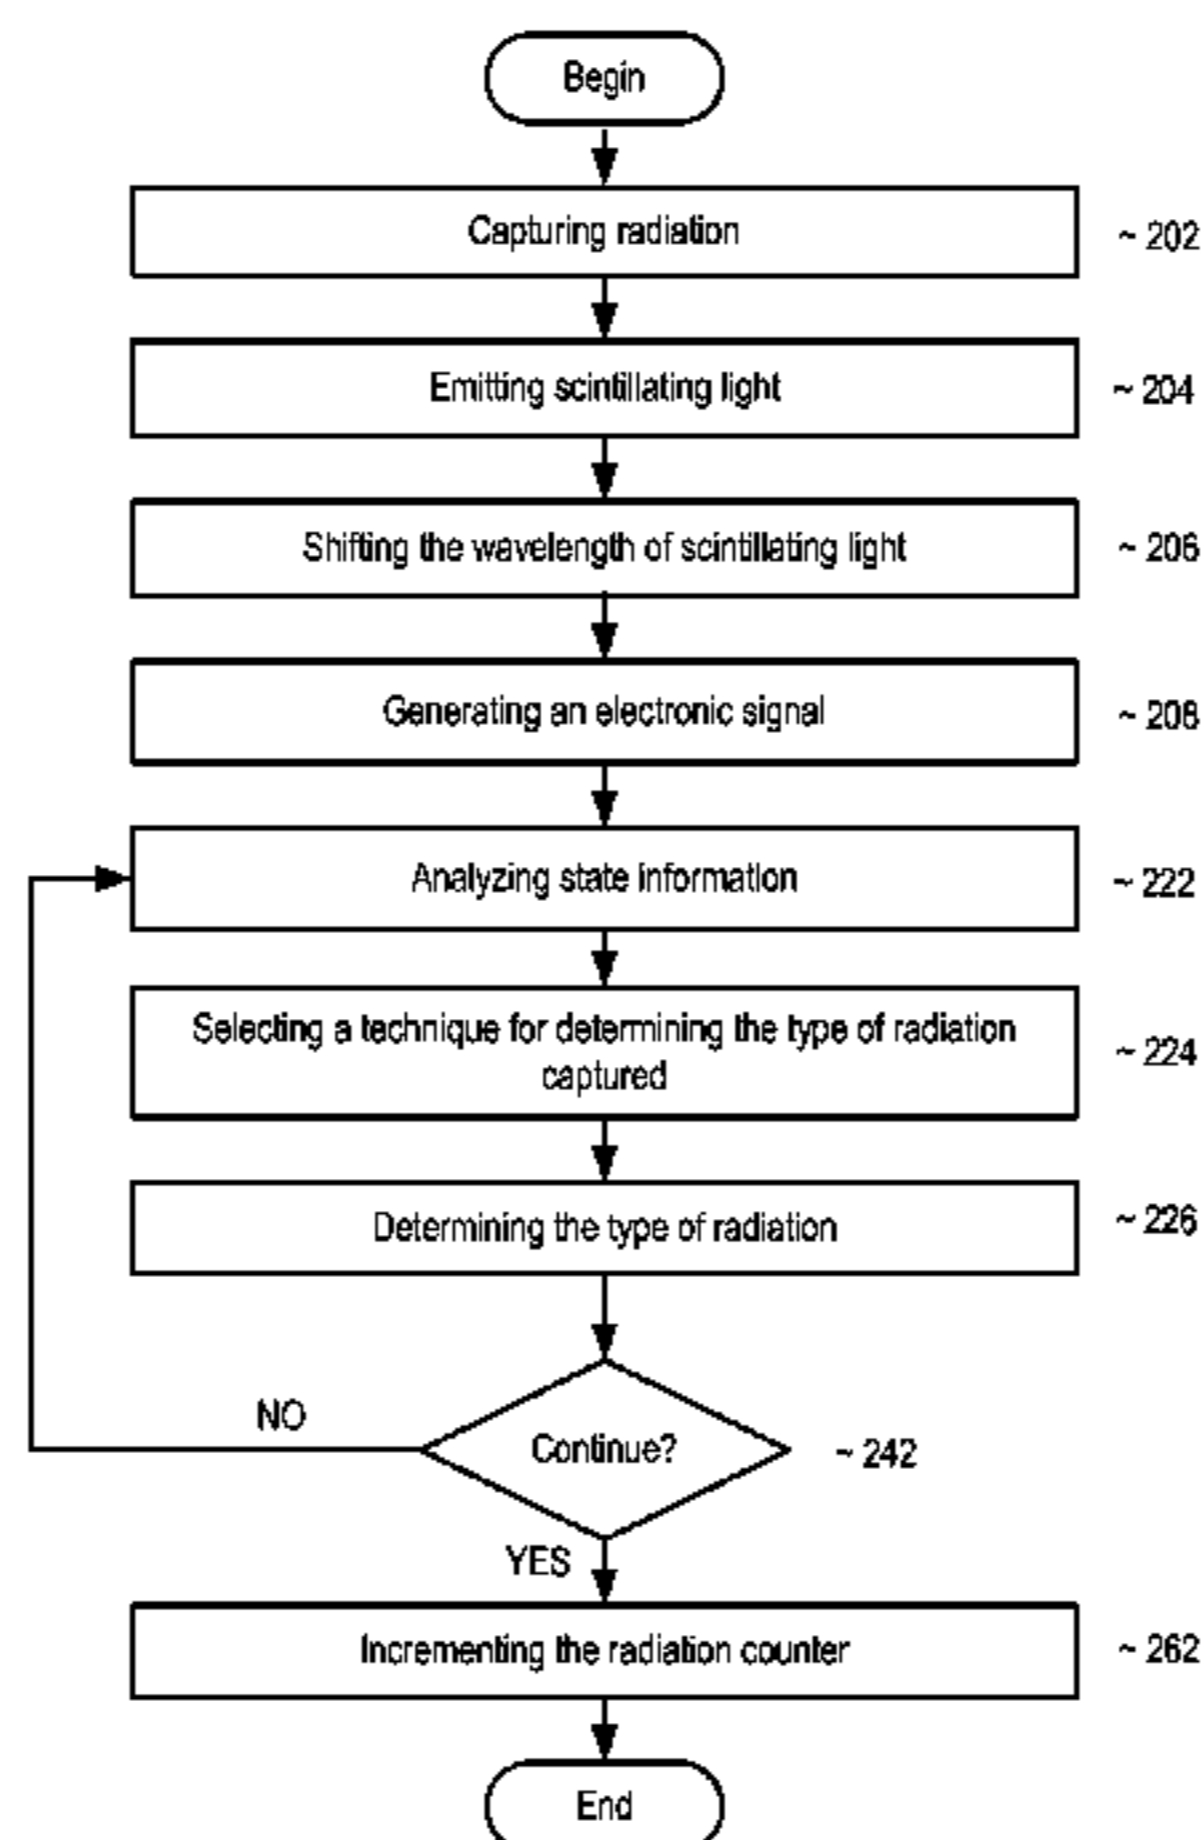 Begin
Capturing radiation
~ 202
Emitting scintillating light
~ 204
Shifting the wavelength of scintillating light
~ 206
Generating an electronic signal
~ 208
Analyzing state information
~ 222
Selecting a technique for determining the type of radiation
captured
~ 224
Determining the type of radiation
~ 226
NO
Continue?
~ 242
YES
Incrementing the radiation counter
~ 262
End